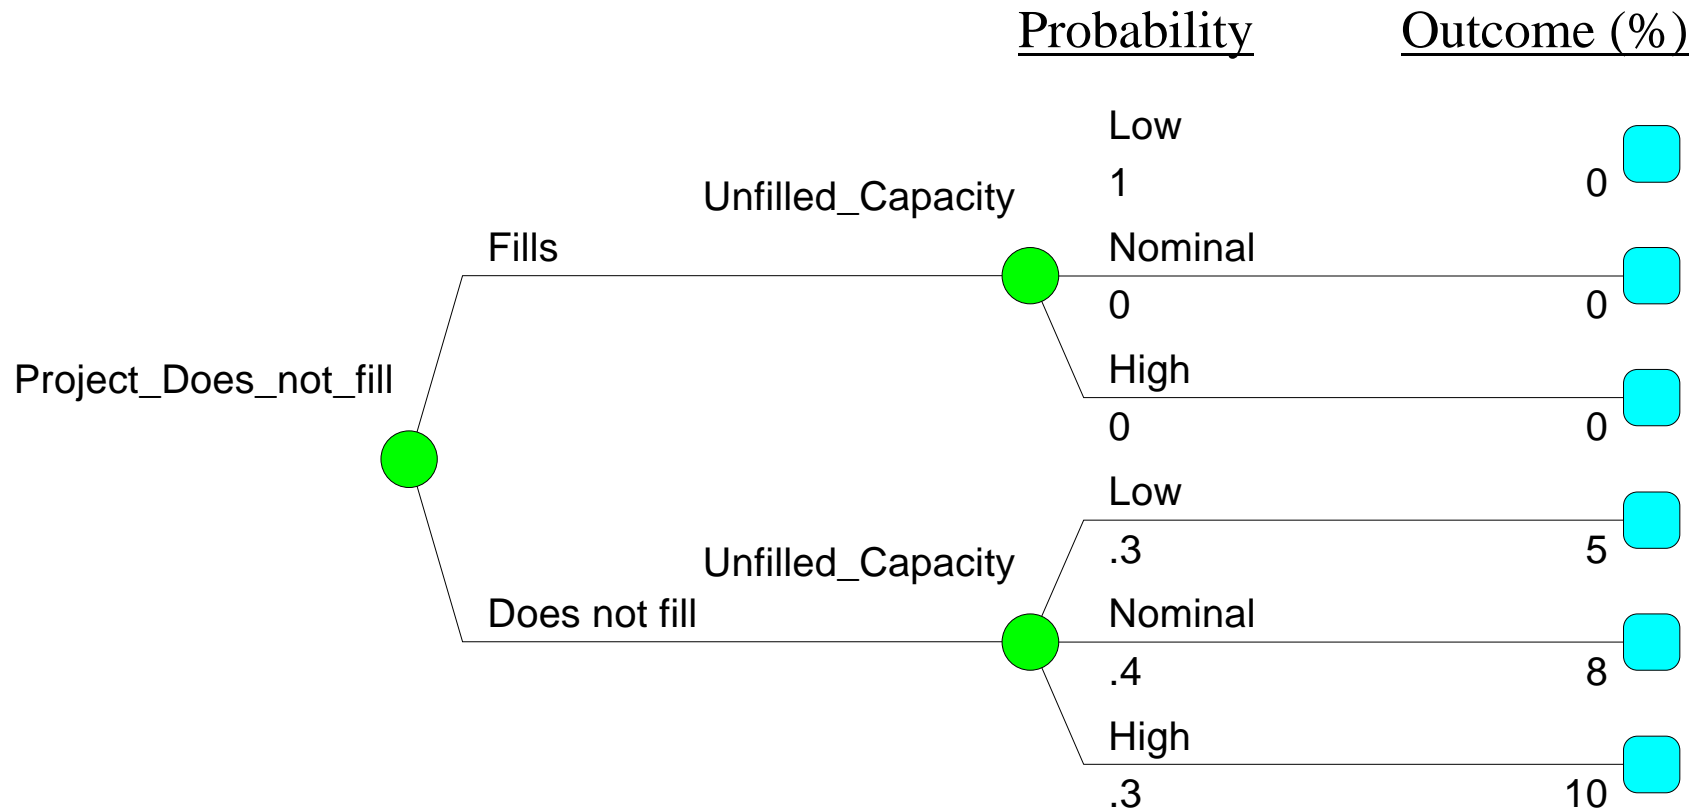 Probability Outcome (%)
Low
1 0
Unfilled_Capacity
Fills
Nominal
0 0
High
0 0
Project_Does_not_fill
Low
.3 5
Unfilled_Capacity
Does not fill
Nominal
.4 8
High
.3 10